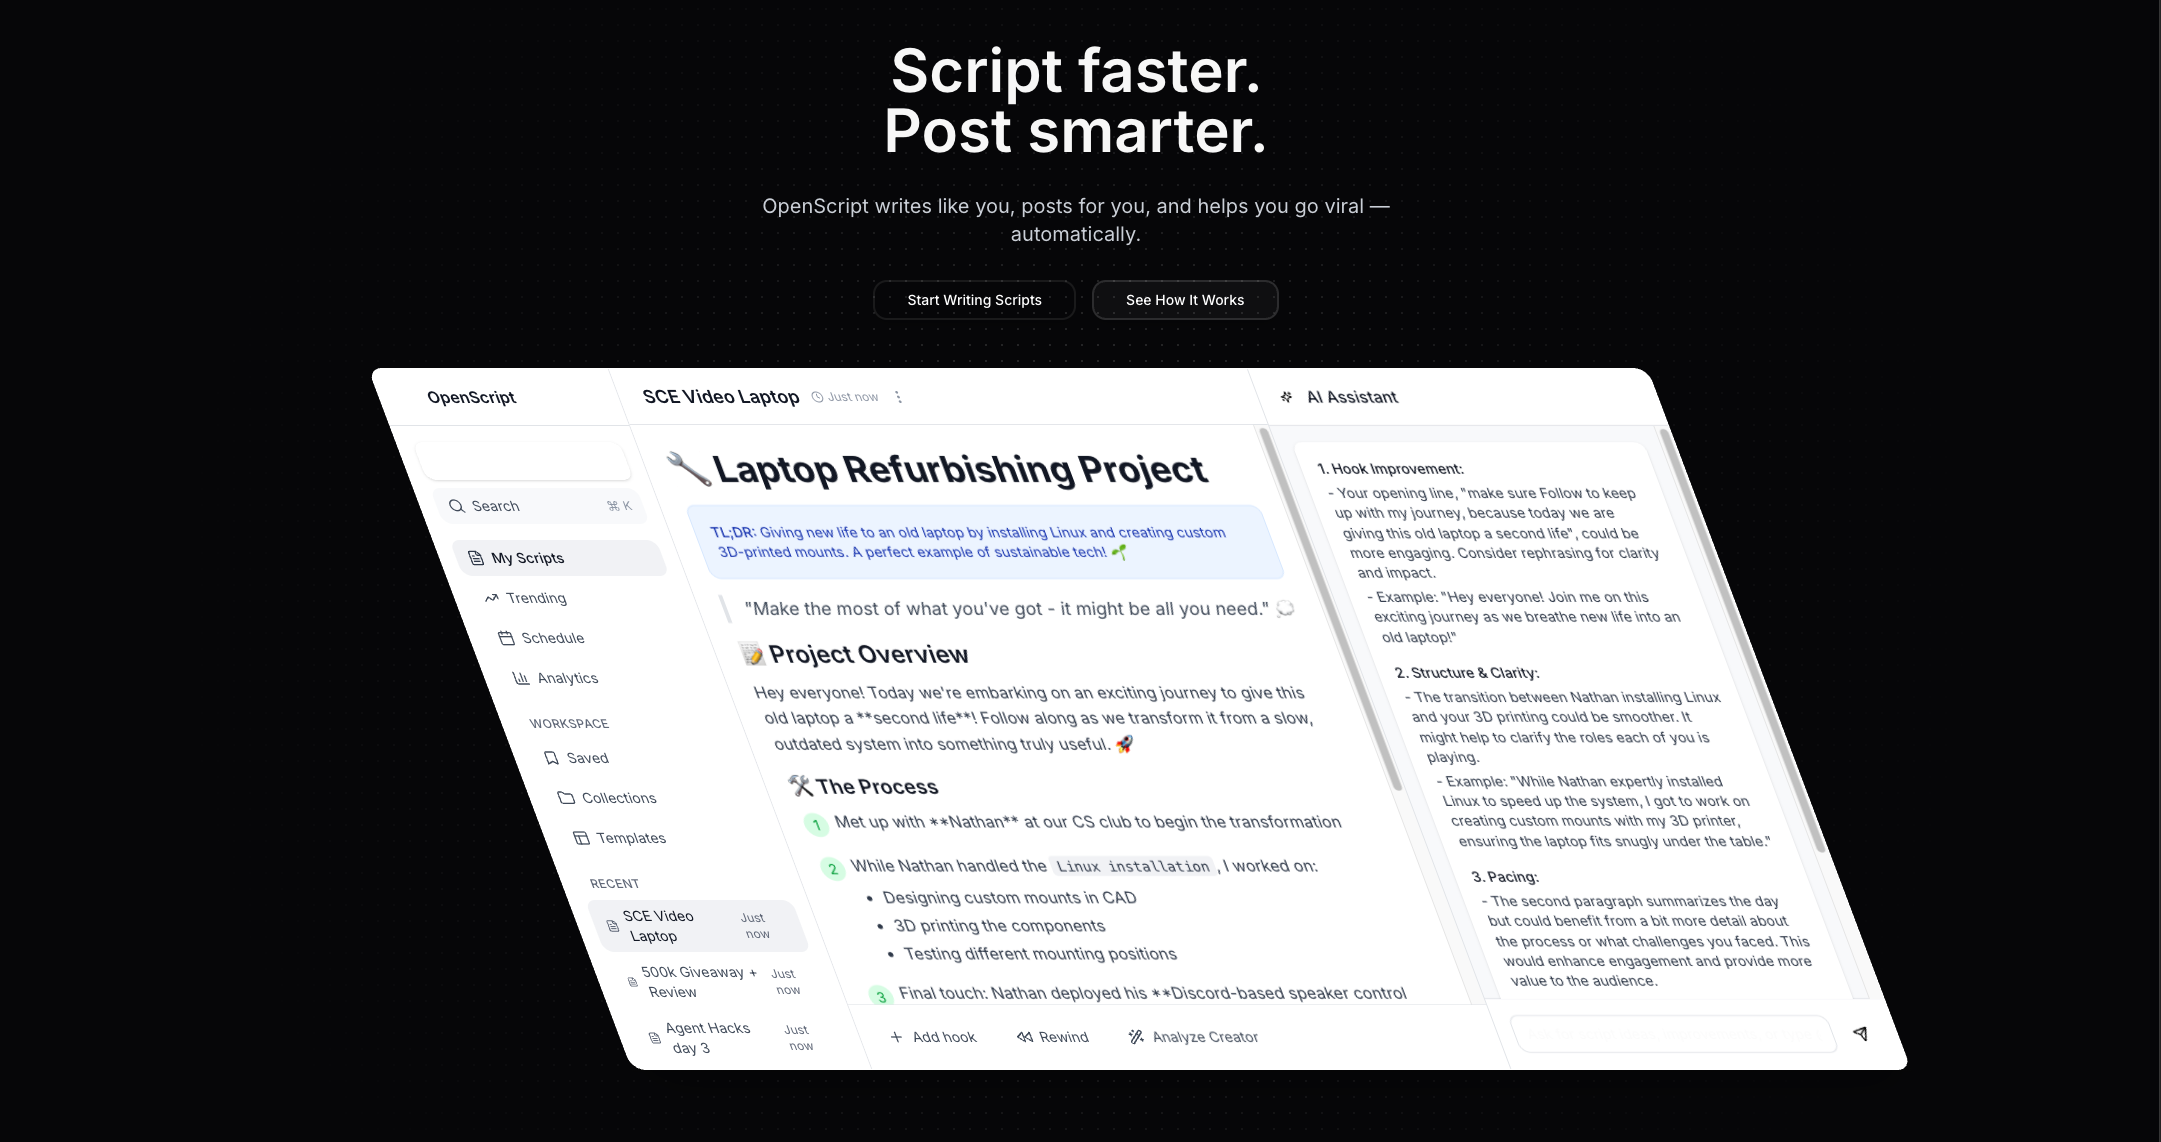 Script faster.
Post smarter.
OpenScript writes like you, posts for you, and helps you go viral —
automatically.
Start Writing Scripts
See How It Works
OpenScript
Search
⌘ K
My Scripts
Trending
Schedule
Analytics
WORKSPACE
Saved
Collections
Templates
RECENT
SCE Video
Laptop
Just
now
500k Giveaway +
Review
Just
now
Agent Hacks
day 3
Just
now
SCE Video Laptop
Just now
🔧 Laptop Refurbishing Project
TL;DR: Giving new life to an old laptop by installing Linux and creating custom
3D-printed mounts. A perfect example of sustainable tech! 🌱
"Make the most of what you've got - it might be all you need." 💭
📝 Project Overview
Hey everyone! Today we're embarking on an exciting journey to give this
old laptop a **second life**! Follow along as we transform it from a slow,
outdated system into something truly useful. 🚀
🛠 The Process
1 Met up with **Nathan** at our CS club to begin the transformation
2 While Nathan handled the Linux installation, I worked on:
• Designing custom mounts in CAD
• 3D printing the components
• Testing different mounting positions
3 Final touch: Nathan deployed his **Discord-based speaker control
Add hook
Rewind
Analyze Creator
AI Assistant
1. Hook Improvement:
- Your opening line, "make sure Follow to keep
up with my journey, because today we are
giving this old laptop a second life", could be
more engaging. Consider rephrasing for clarity
and impact.
- Example: "Hey everyone! Join me on this
exciting journey as we breathe new life into an
old laptop!"
2. Structure & Clarity:
- The transition between Nathan installing Linux
and your 3D printing could be smoother. It
might help to clarify the roles each of you is
playing.
- Example: "While Nathan expertly installed
Linux to speed up the system, I got to work on
creating custom mounts with my 3D printer,
ensuring the laptop fits snugly under the table."
3. Pacing:
- The second paragraph summarizes the day
but could benefit from a bit more detail about
the process or what challenges you faced. This
would enhance engagement and provide more
value to the audience.